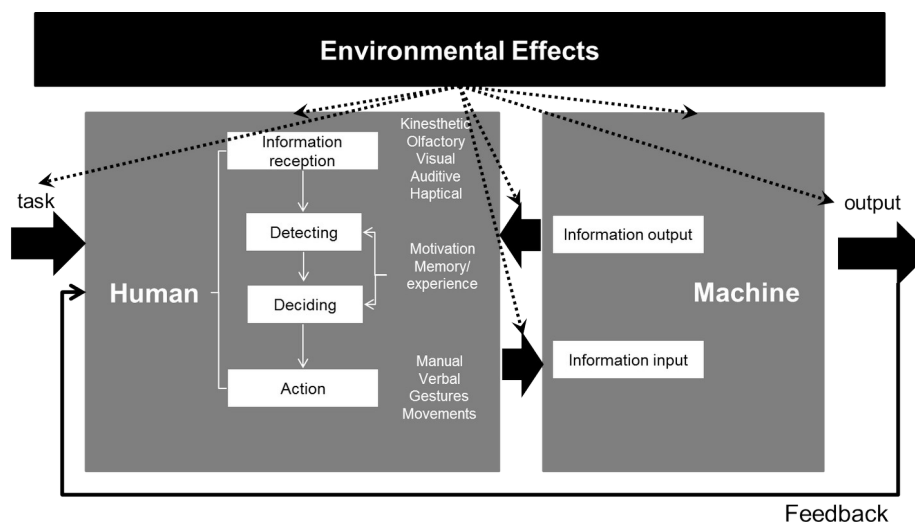 Environmental Effects
task
Human
Information
reception
Kinesthetic
Olfactory
Visual
Auditive
Haptical
Detecting
Motivation
Memory/
experience
Deciding
Action
Manual
Verbal
Gestures
Movements
Information output
Machine
Information input
output
Feedback